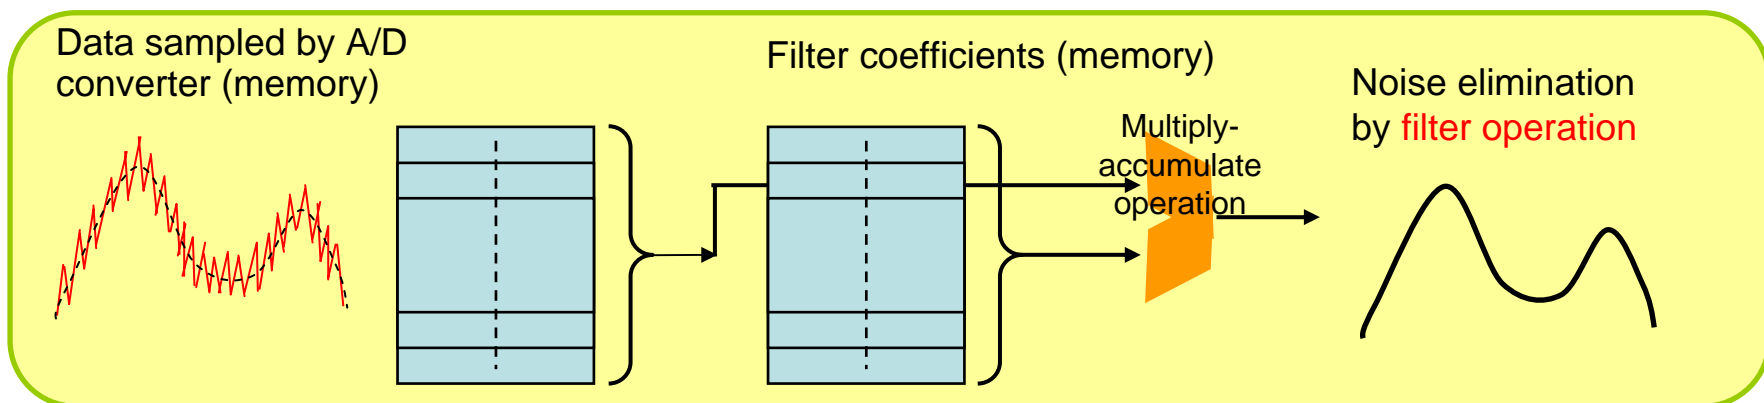 Data sampled by A/D
converter (memory)
Filter coefficients (memory)
Multiply-
accumulate
operation
Noise elimination
by filter operation